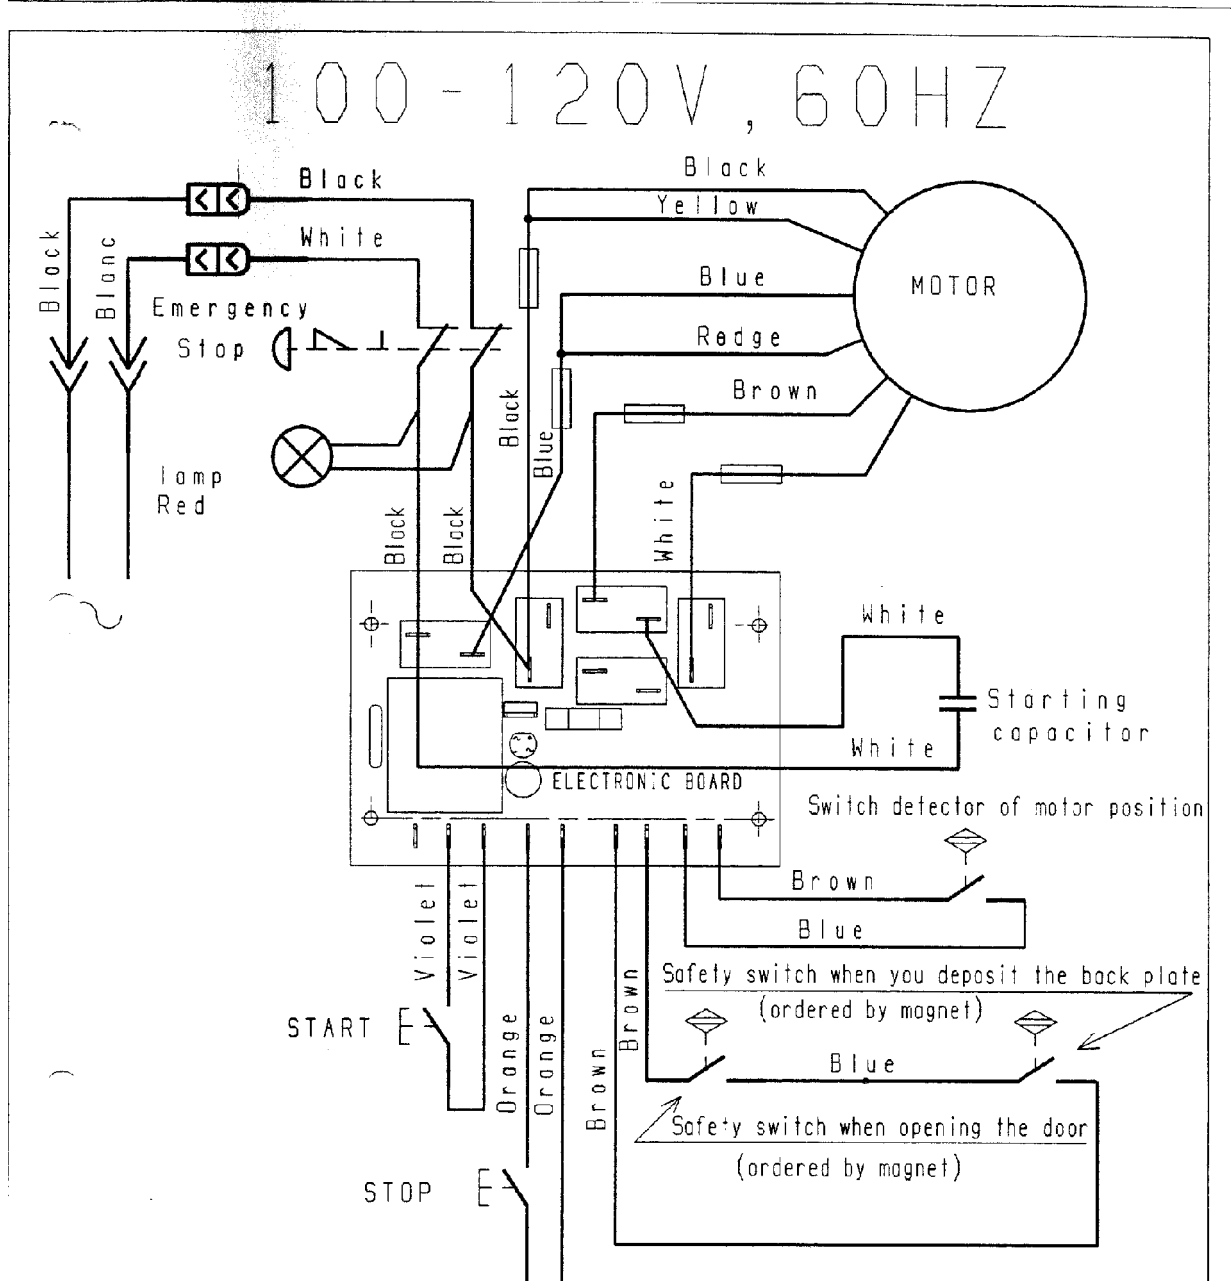 100-120V, 60HZ
Black
White
Black
Blanc
Emergency
Stop
lamp
Red
Black
Yellow
Blue
Redge
Brown
MOTOR
Black
Blue
White
Black
Black
White
Starting
capacitor
White
ELECTRONIC BOARD
Switch detector of motor position
Brown
Blue
Violet
Violet
Safety switch when you deposit the back plate
(ordered by magnet)
START
Orange
Orange
Brown
Brown
Blue
Safety switch when opening the door
(ordered by magnet)
STOP